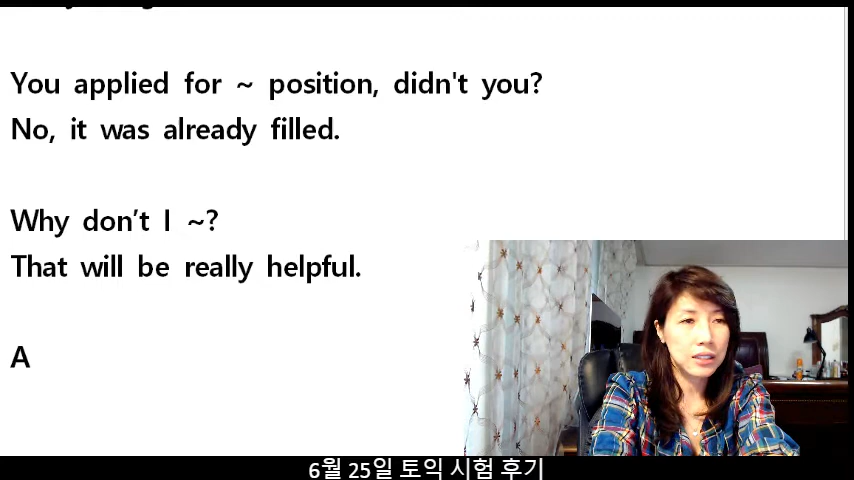 You applied for ~ position, didn't you?
No, it was already filled.
Why don't I ~?
That will be really helpful.
A
6월 25일 토익 시험 후기